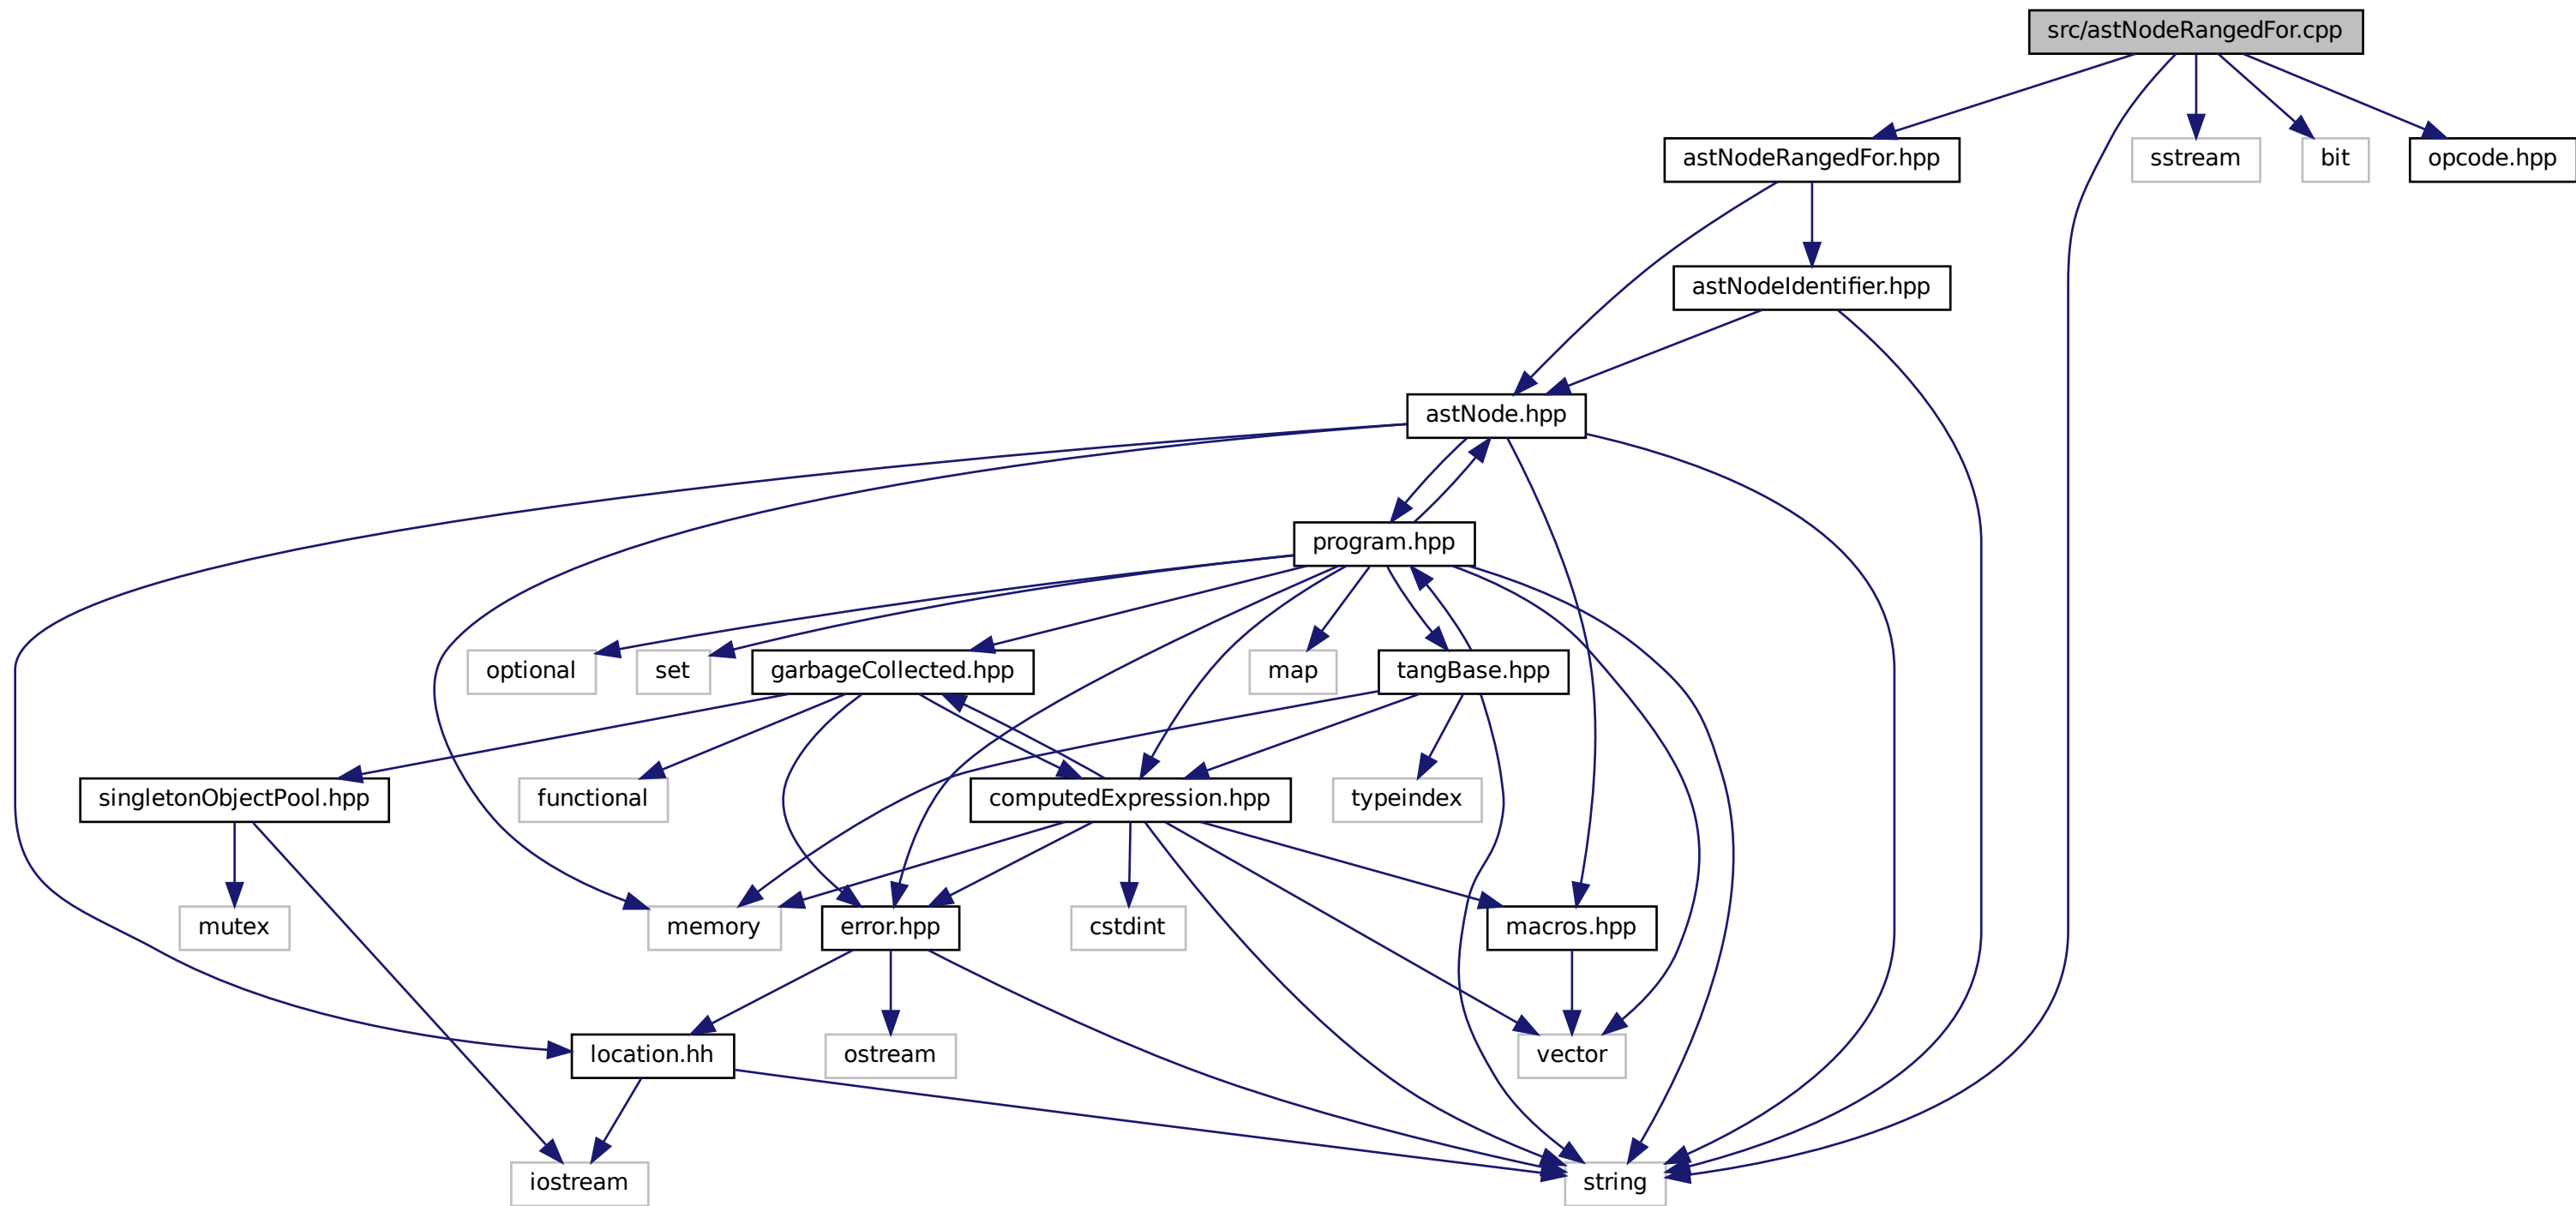 src/astNodeRangedFor.cpp
astNodeRangedFor.hpp
sstream
bit
opcode.hpp
astNodeIdentifier.hpp
astNode.hpp
program.hpp
optional
set
garbageCollected.hpp
map
tangBase.hpp
singletonObjectPool.hpp
functional
computedExpression.hpp
typeindex
mutex
memory
error.hpp
cstdint
macros.hpp
location.hh
ostream
vector
iostream
string